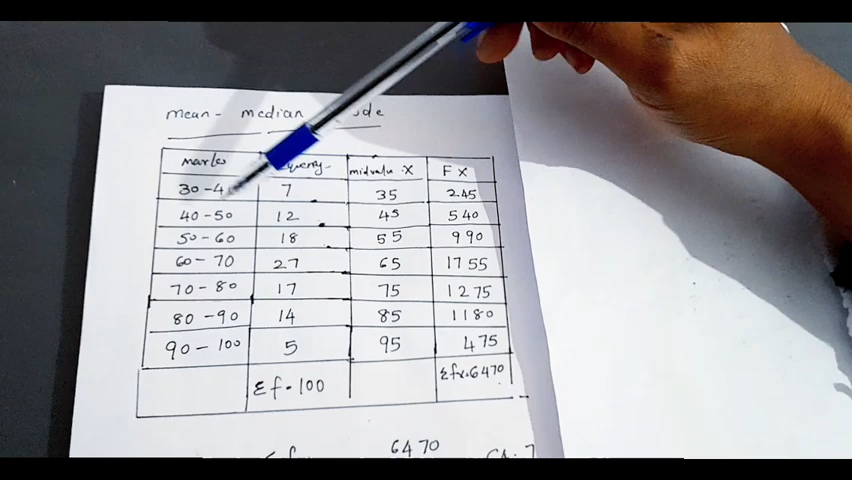 mean - median
marks midvalu X F X
7 35 245
40-50 12 45 540
50-60 18 55 990
60-70 27 65 1755
70-80 17 75 1275
80-90 14 85 1180
90-100 5 95 475
Σf=100 Σfx=6470
6470